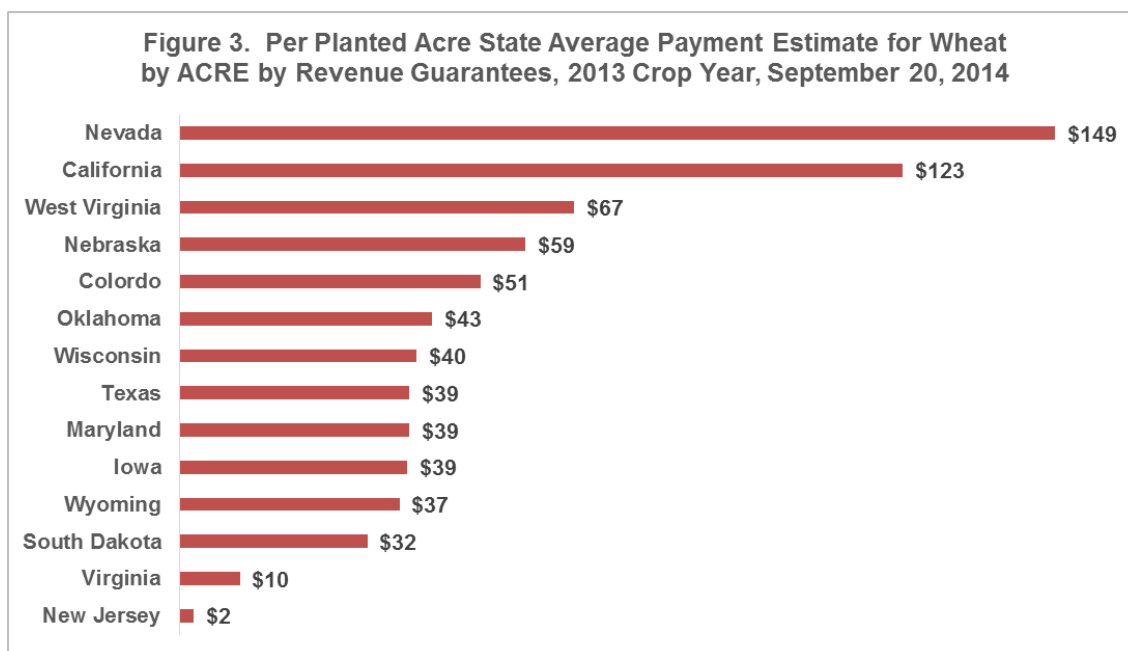 Figure 3. Per Planted Acre State Average Payment Estimate for Wheat
by ACRE by Revenue Guarantees, 2013 Crop Year, September 20, 2014
Nevada $149
California $123
West Virginia $67
Nebraska $59
Colordo $51
Oklahoma $43
Wisconsin $40
Texas $39
Maryland $39
Iowa $39
Wyoming $37
South Dakota $32
Virginia $10
New Jersey $2